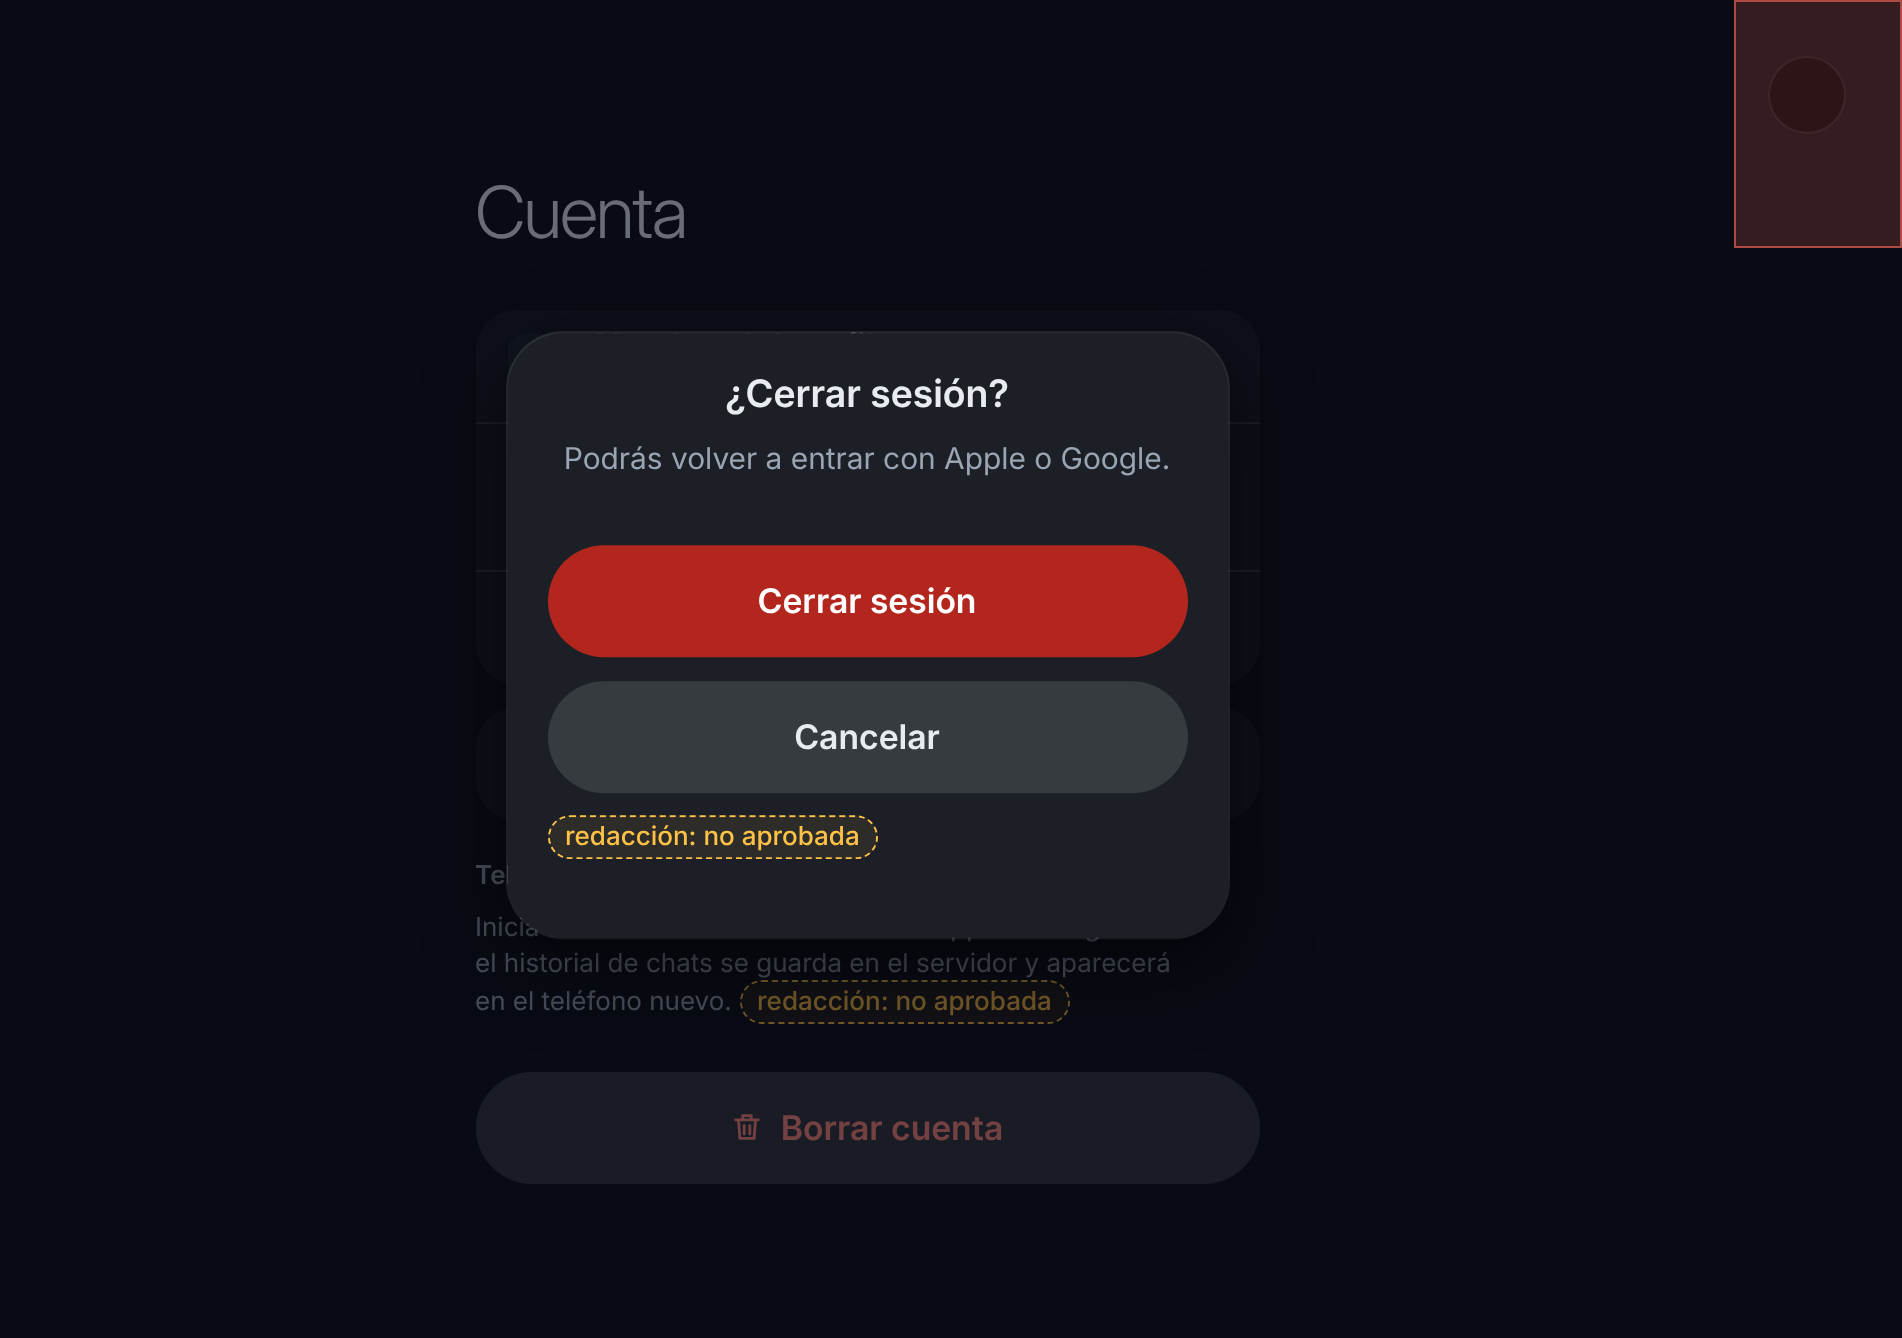 Cuenta
¿Cerrar sesión?
Podrás volver a entrar con Apple o Google.
Cerrar sesión
Cancelar
redacción: no aprobada
el historial de chats se guarda en el servidor y aparecerá
en el teléfono nuevo. redacción: no aprobada
Borrar cuenta